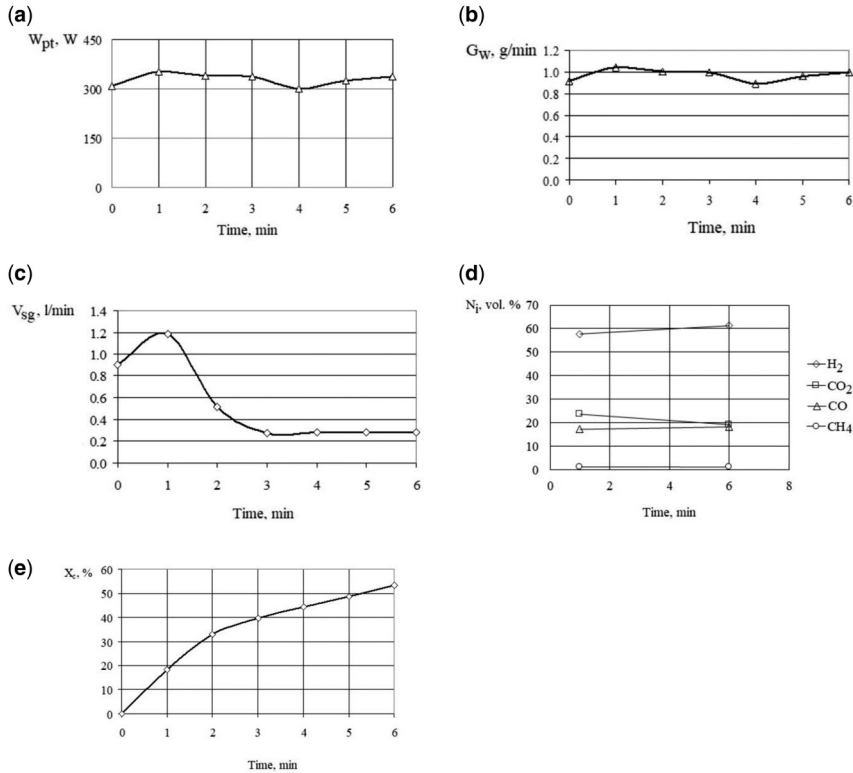 (a)
Wpt, W
450
300
150
0
0 1 2 3 4 5 6
Time, min
(b)
GW, g/min
1.2
1.0
0.8
0.6
0.4
0.2
0.0
0 1 2 3 4 5 6
Time, min
(c)
Vsg, l/min
1.4
1.2
1.0
0.8
0.6
0.4
0.2
0.0
0 1 2 3 4 5 6
Time, min
(d)
Ni, vol. %
70
60
50
40
30
20
10
0
0 2 4 6 8
Time, min
H2
CO2
CO
CH4
(e)
Xc, %
60
50
40
30
20
10
0
0 1 2 3 4 5 6
Time, min